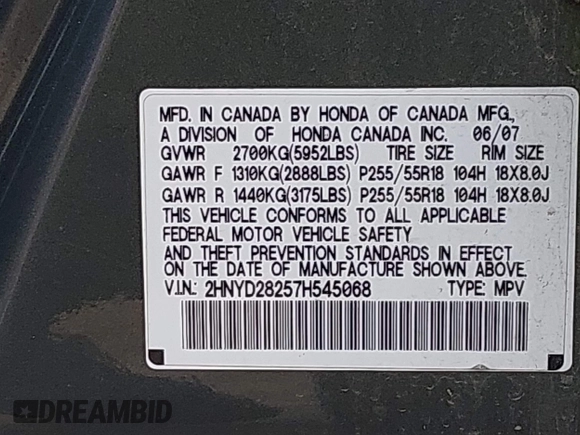 MFD. IN CANADA BY HONDA OF CANADA MFG.,
A DIVISION OF HONDA CANADA INC. 06/07
GVWR 2700KG(5952LBS) TIRE SIZE RIM SIZE
GAWR F 1310KG(2888LBS) P255/55R18 104H 18X8.0J
GAWR R 1440KG(3175LBS) P255/55R18 104H 18X8.0J
THIS VEHICLE CONFORMS TO ALL APPLICABLE
FEDERAL MOTOR VEHICLE SAFETY
AND THEFT PREVENTION STANDARDS IN EFFECT
ON THE DATE OF MANUFACTURE SHOWN ABOVE.
V.I.N.: 2HNYD28257H545068 TYPE: MPV
DREAMBID